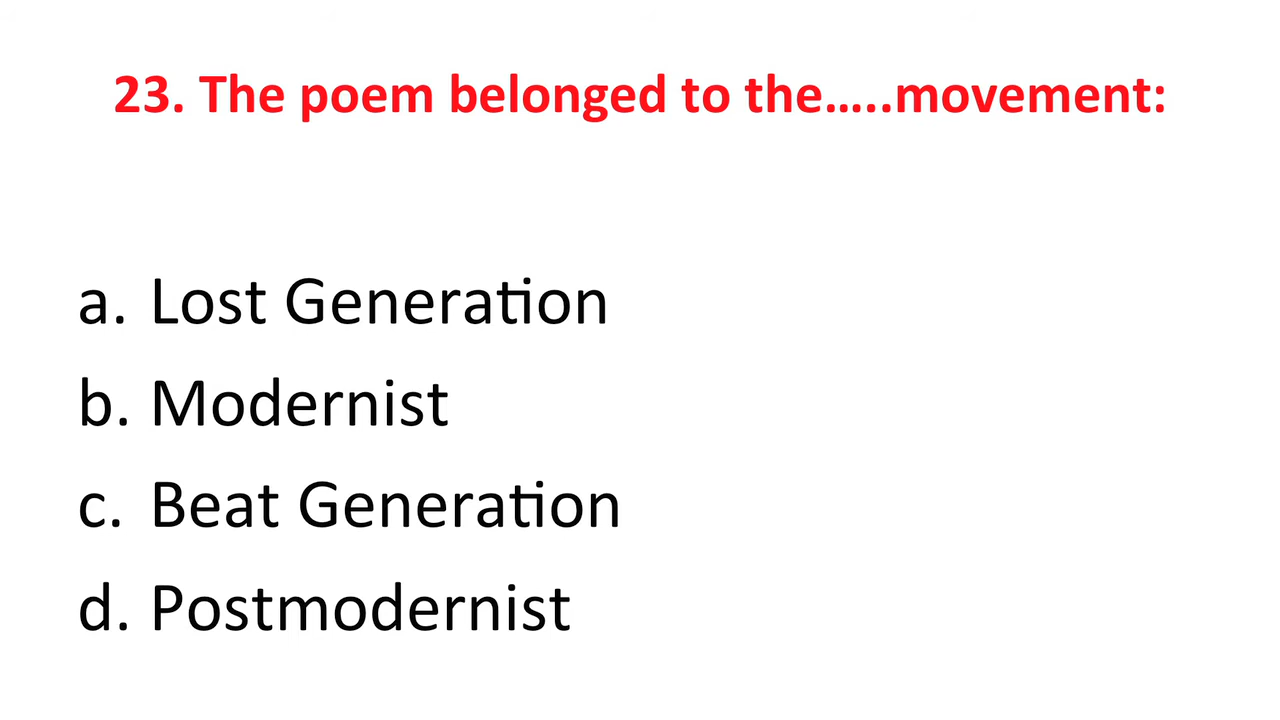 23. The poem belonged to the…..movement:
a. Lost Generation
b. Modernist
c. Beat Generation
d. Postmodernist